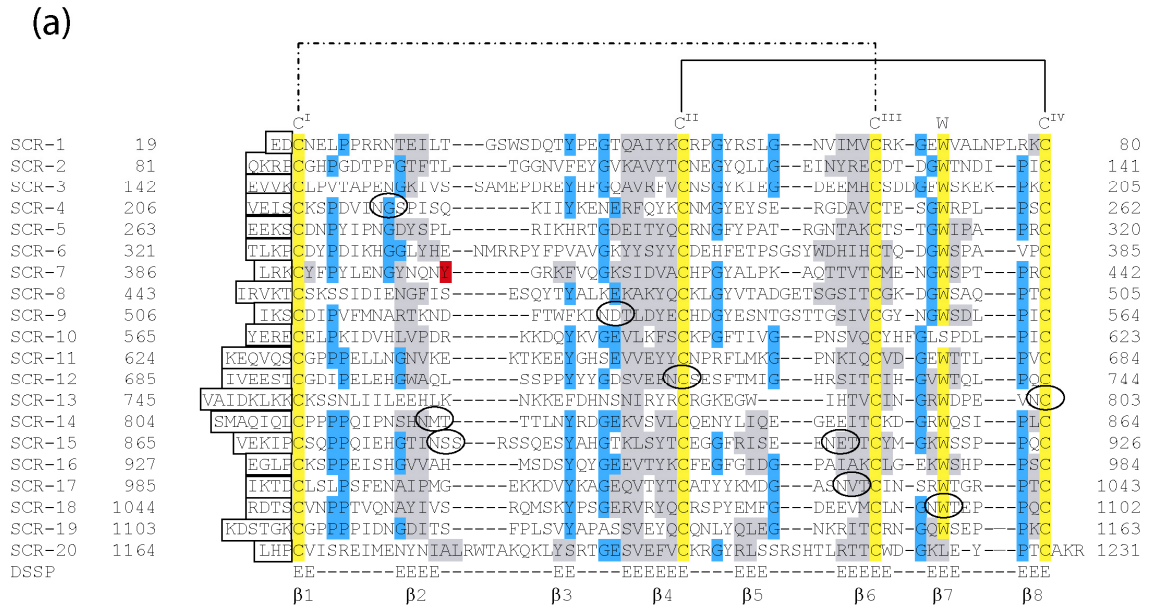 (a)
C^I C^II C^III W C^IV
SCR-1 19 EDCNELPPRRNTEILT---GSWSDQTYPEGTQAIYKCRPGYRSLG---NVIMVCRK-GEWVALNPLRKC 80
SCR-2 81 QKRPCGHPGDTPFGTFTL----TGGNVFEYGVKAVYTCNEGYQLLG--EINYRECDT-DGWTNDI--PIC 141
SCR-3 142 EVVKCLPVTAPENGKIVS--SAMEPDREYHFGQAVRFVCNSGYKIEG--DEEMHCSDDGFWSKEK--PKC 205
SCR-4 206 VEISCKSPDVINGSPISQ------KIIYKENERFQYKCNMGYEYSE---RGDAVCTE-SGWRPL---PSC 262
SCR-5 263 EEKSCDNPYIPNGDYSPL------RIKHRTGDEITYQCRNGFYPAT--RGNTAKCTS-TGWIPA---PRC 320
SCR-6 321 TLKPCDYPDIKHGGLYHE--NMRRPYFPVAVGKYYSYYCDEHFETPSGSYWDHIHCTQ-DGWSPA--VPC 385
SCR-7 386 LRKCYFPYLENGYNQNY-----GRKFVQGKSIDVACHPGYALPK--AQTTVTCME-NGWSPT---PRC 442
SCR-8 443 IRVKTCSKSSIDIENGFIS-----ESQYTYALKEKAKYQCKLGYVTADGETSGSITCGK-DGWSAQ--PTC 505
SCR-9 506 IKSCDIPVFMNARTKND------FTWFKLNDTLDYECHDGYESNTGSTTGSIVCGY-NGWSDL---PIC 564
SCR-10 565 YERECELPKIDVHLVPDR------KKDQYKVGEVLKFSCKPGFTIVG---PNSVQCYHFGLSPDL--PIC 623
SCR-11 624 KEQVQSCGPPPELLNGNVKE----KTKEEYGHSEVVEYYCNPRFLMKG---PNKIQCVD-GEWTTL--PVC 684
SCR-12 685 IVEESTCGDIPELEHGWAQL-----SSPPYYYGDSVEFNCSESFTMIG---HRSITCIH-GVWTQL--PQC 744
SCR-13 745 VAIDKLKKCKSSNLIILEEHLK----NKKEFDHNSNIRYRCRGKEGW----IHTVCIN-GRWDPE---VNC 803
SCR-14 804 SMAQIQLCPPPPQIPNSHNMT-----TTLNYRDGEKVSVLCQENYLIQE---GEEITCKD-GRWQSI--PLC 864
SCR-15 865 VEKIPCSQPPQIEHGTINSS----RSSQESYAHGTKLSYTCEGGFRISE---ENETTCYM-GKWSSP--PQC 926
SCR-16 927 EGLPCKSPPEISHGVVAH-----MSDSYQYGEEVTYKCFEGFGIDG---PAIAKCLG-EKWSHP---PSC 984
SCR-17 985 IKTDCLSLPSFENAIPMG-----EKKDVYKAGEQVTYTCATYYKMDG---ASNVTCIN-SRWTGR---PTC 1043
SCR-18 1044 RDTSCVNPPTVQNAYIVS-----RQMSKYPSGERVRYQCRSPYEMFG---DEEVMCLN-GNWTEP--PQC 1102
SCR-19 1103 KDSTGKCGPPPPIDNGDITS-----FPLSVYAPASSVEYQCQNLYQLEG---NKRITCRN-GQWSEP---PKC 1163
SCR-20 1164 LHPCVISREIMENYNIALRWTAKQKLYSRTGESVEFVCKRGYRLSSRSHTLRTTCWD-GKLE--Y---PTCAKR 1231
DSSP EE-----EEEE-------EE---EEEEEEE---EE-----EEE---EE----EEE
β1 β2 β3 β4 β5 β6 β7 β8